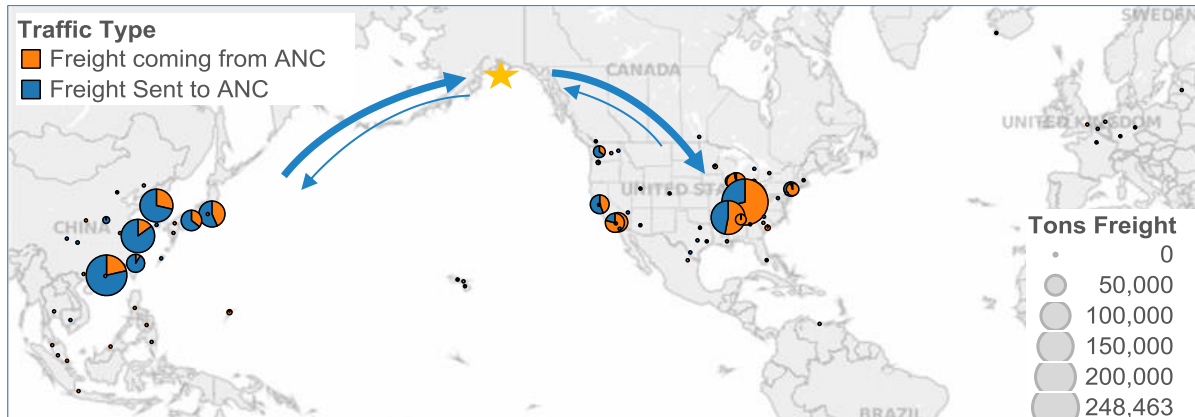 Traffic Type
Freight coming from ANC
Freight Sent to ANC
SWEDEN
CANADA
UNITED KINGDOM
UNITED STA
CHINA
Tons Freight
0
50,000
100,000
150,000
200,000
248,463
BRAZIL